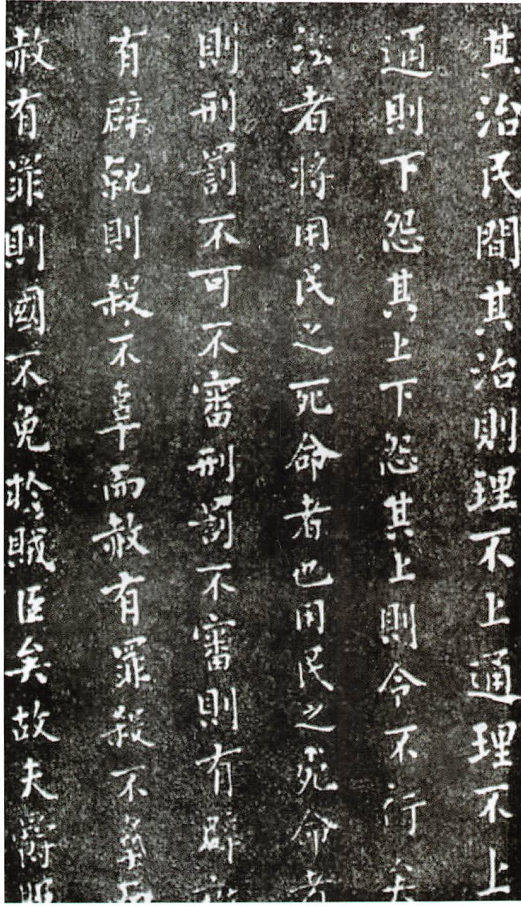 其治民間其治則理不上通理不上
通則下怨其上下怨其上則令不行矣
法者將用民之死命者也用民之死命者
則刑罰不可不審刑罰不審則有辟
有辟就則殺不辜而赦有罪殺不辜而
赦有罪則國不免於賊臣矣故夫爵服